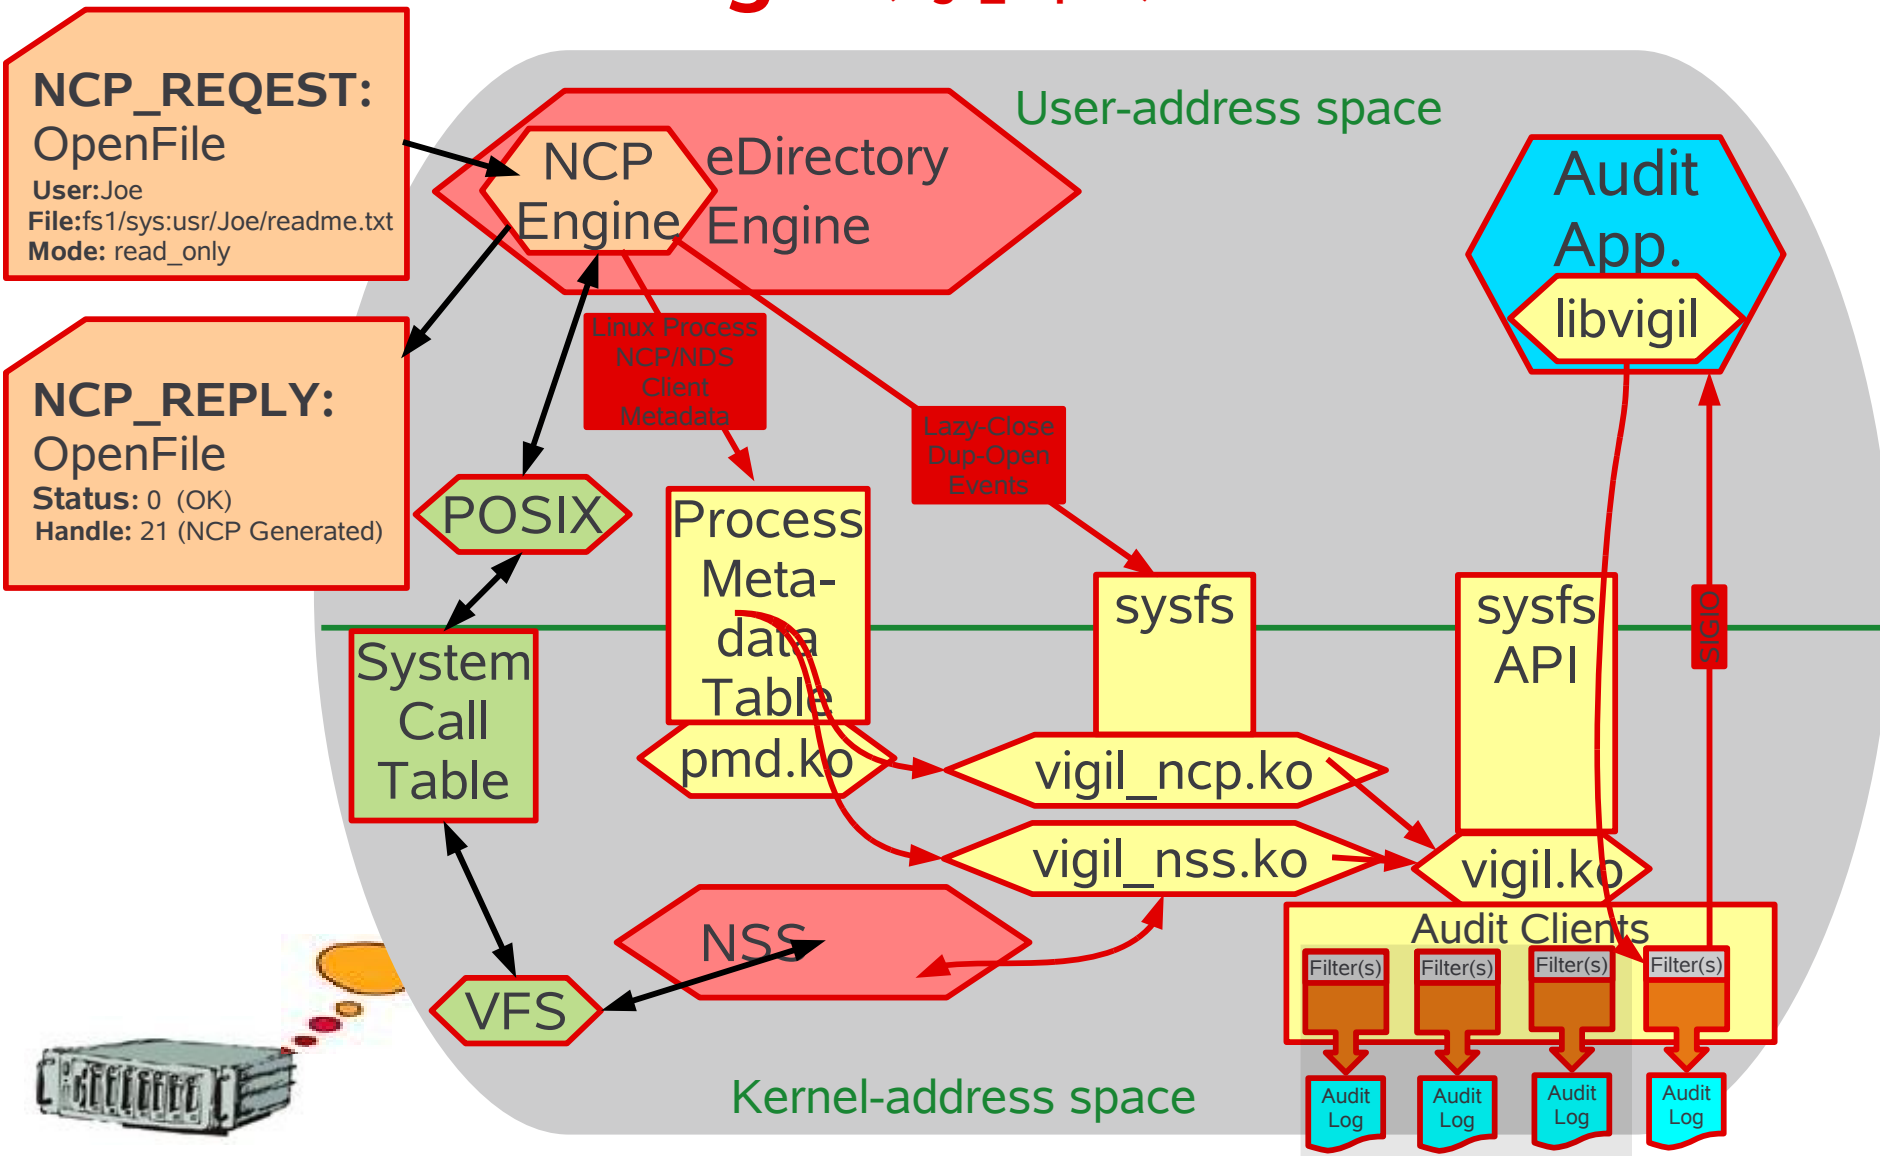 NCP_REQEST:
OpenFile
User:Joe
File:fs1/sys:usr/Joe/readme.txt
Mode: read_only
NCP_REPLY:
OpenFile
Status: 0 (OK)
Handle: 21 (NCP Generated)
User-address space
NCP
Engine
eDirectory
Engine
Audit
App.
libvigil
Linux Process
NCP/NDS
Client
Metadata
Lazy-Close
Dup-Open
Events
POSIX
Process
Meta-
data
Table
sysfs
sysfs
API
SIGIO
System
Call
Table
pmd.ko
vigil_ncp.ko
vigil_nss.ko
vigil.ko
NSS
VFS
Audit Clients
Filter(s)
Filter(s)
Filter(s)
Filter(s)
Audit
Log
Audit
Log
Audit
Log
Audit
Log
Kernel-address space